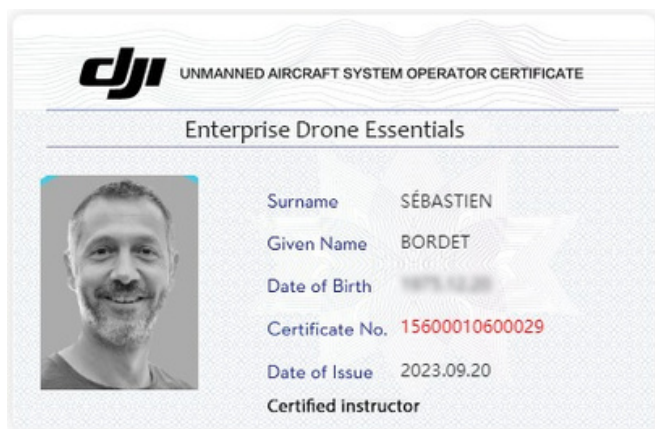 dji UNMANNED AIRCRAFT SYSTEM OPERATOR CERTIFICATE
Enterprise Drone Essentials
Surname SÉBASTIEN
Given Name BORDET
Date of Birth
Certificate No. 15600010600029
Date of Issue 2023.09.20
Certified instructor